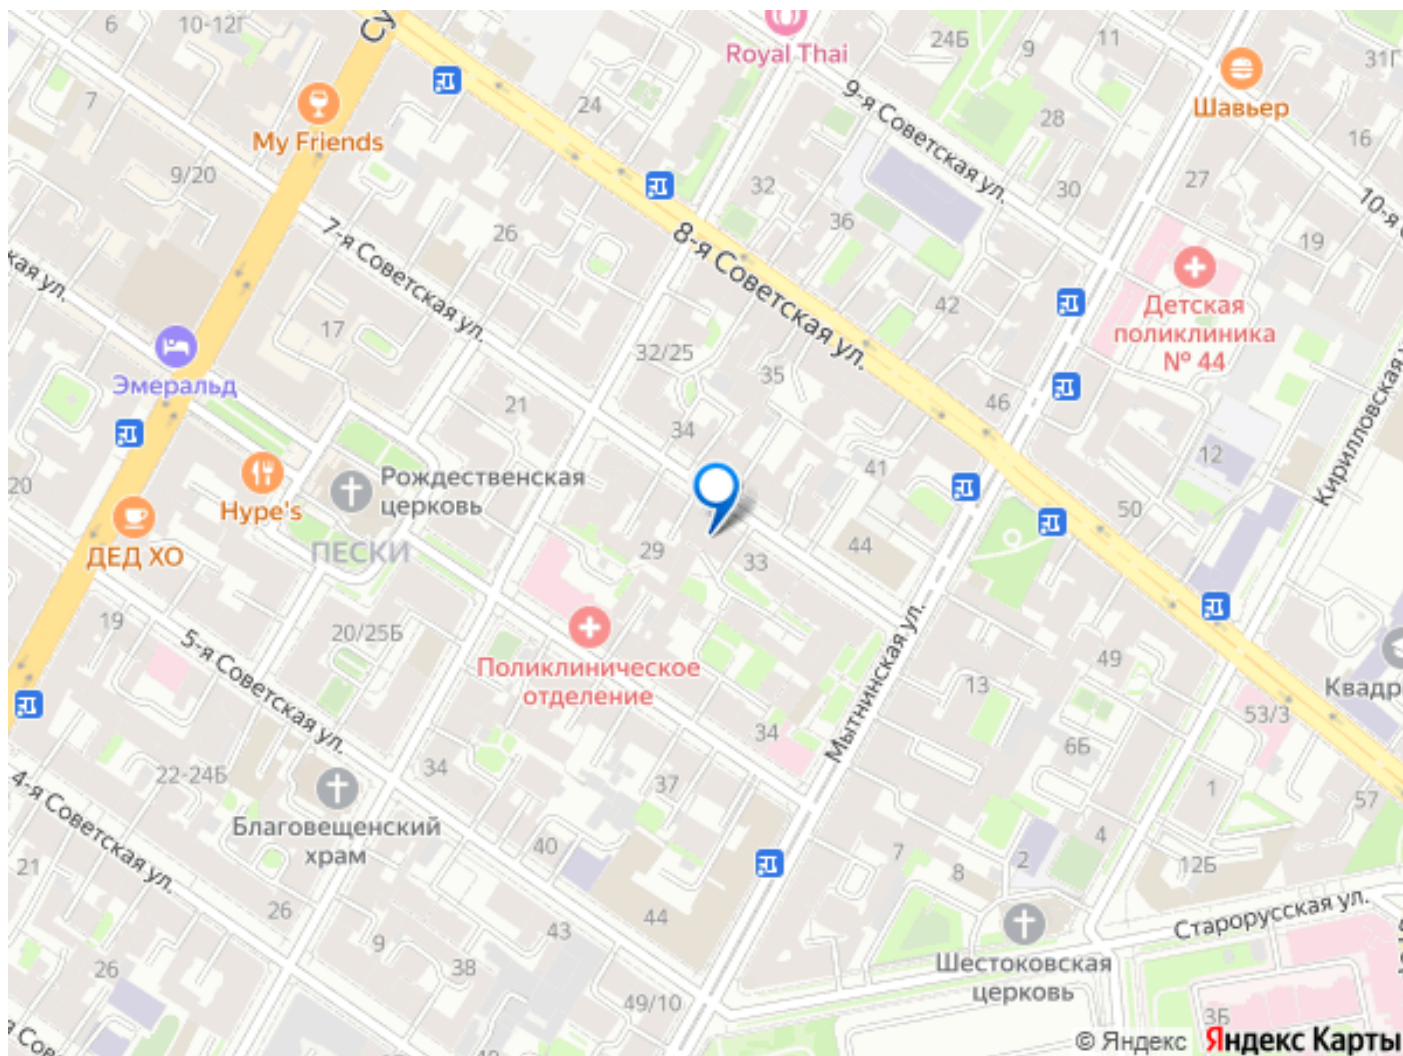 6
10-12Г
Royal Thai
24Б
9
11
31Г
7
My Friends
24
9-я Советская ул.
28
Шавьер
16
9/20
32
30
27
10-я
26
36
8-я Советская ул.
19
7-я Советская ул.
кая ул.
17
42
Детская
поликлиника
№ 44
Эмеральд
32/25
35
21
46
34
Кирилловская
20
Рождественская
церковь
41
12
Hype's
50
ДЕД ХО
ПЕСКИ
29
33
44
19
20/25Б
5-я Советская ул.
Поликлиническое
отделение
Мытнинская ул.
49
13
Квадр
53/3
34
6Б
22-24Б
34
37
1
57
4-я Советская ул.
Благовещенский
храм
40
7
2
4
12Б
8
21
26
44
Старорусская ул.
9
43
26
38
Шестоковская
церковь
49/10
3Б
© Яндекс Яндекс Карты